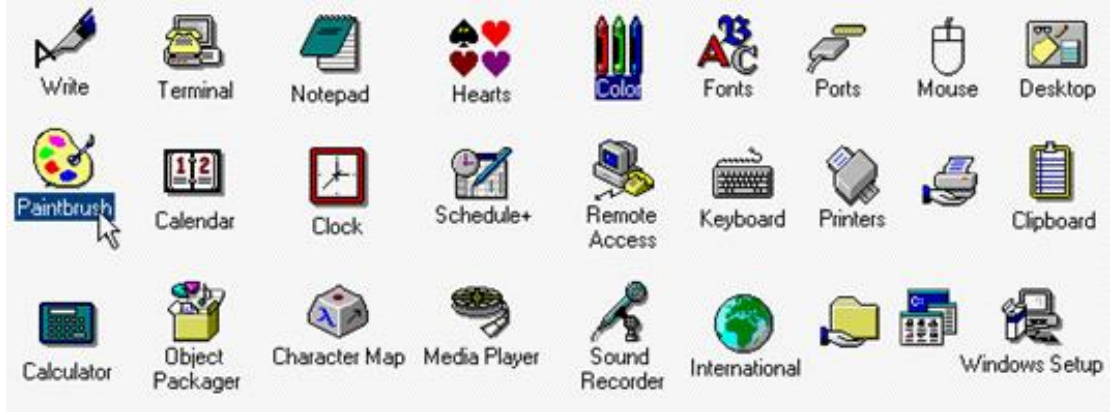 Write
Terminal
Notepad
Hearts
Color
Fonts
Ports
Mouse
Desktop
Paintbrush
Calendar
Clock
Schedule+
Remote
Access
Keyboard
Printers
Clipboard
Calculator
Object
Packager
Character Map
Media Player
Sound
Recorder
International
Windows Setup